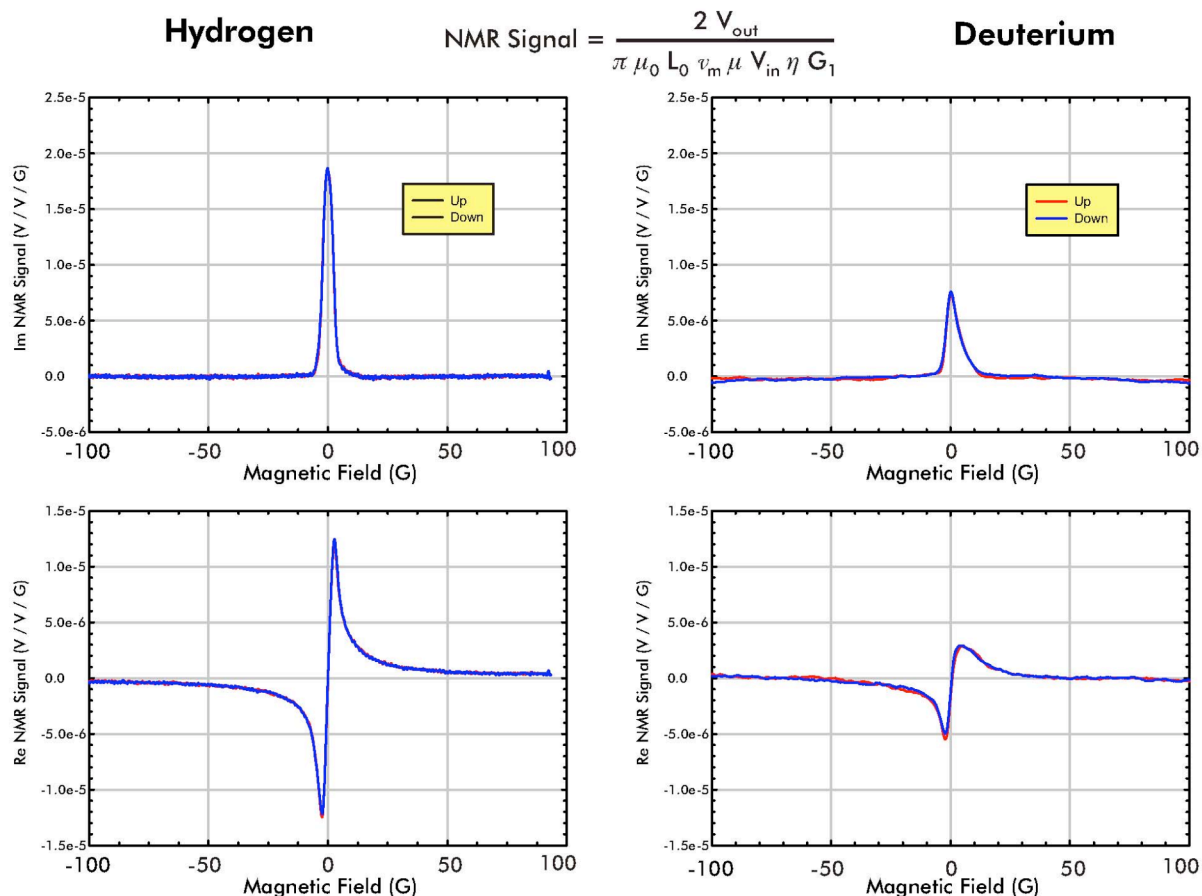 Hydrogen
NMR Signal = 2 V_out / π μ_0 L_0 v_m μ V_in η G_1
Deuterium
2.5e-5
2.0e-5
1.5e-5
1.0e-5
5.0e-6
0.0
-5.0e-6
Im NMR Signal (V / V / G)
Up
Down
-100
-50
0
50
100
Magnetic Field (G)
2.5e-5
2.0e-5
1.5e-5
1.0e-5
5.0e-6
0.0
-5.0e-6
Im NMR Signal (V / V / G)
Up
Down
-100
-50
0
50
100
Magnetic Field (G)
1.5e-5
1.0e-5
5.0e-6
0.0
-5.0e-6
-1.0e-5
-1.5e-5
Re NMR Signal (V / V / G)
-100
-50
0
50
100
Magnetic Field (G)
1.5e-5
1.0e-5
5.0e-6
0.0
-5.0e-6
-1.0e-5
-1.5e-5
Re NMR Signal (V / V / G)
-100
-50
0
50
100
Magnetic Field (G)